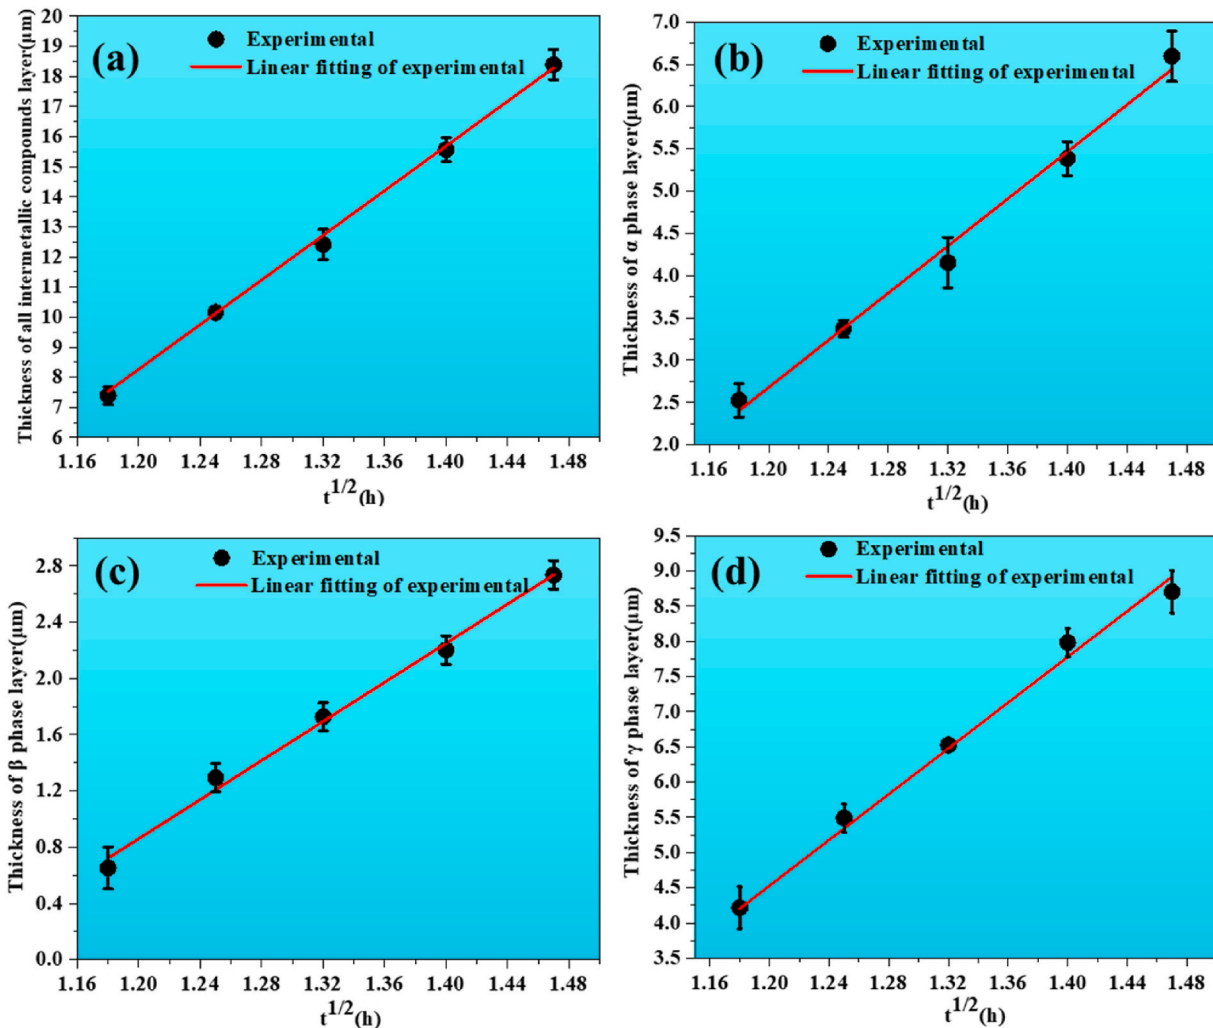 (a)
Experimental
Linear fitting of experimental
Thickness of all intermetallic compounds layer(μm)
20
19
18
17
16
15
14
13
12
11
10
9
8
7
6
1.16 1.20 1.24 1.28 1.32 1.36 1.40 1.44 1.48
t^1/2(h)
(b)
Experimental
Linear fitting of experimental
Thickness of α phase layer(μm)
7.0
6.5
6.0
5.5
5.0
4.5
4.0
3.5
3.0
2.5
2.0
1.16 1.20 1.24 1.28 1.32 1.36 1.40 1.44 1.48
t^1/2(h)
(c)
Experimental
Linear fitting of experimental
Thickness of β phase layer(μm)
2.8
2.4
2.0
1.6
1.2
0.8
0.4
0.0
1.16 1.20 1.24 1.28 1.32 1.36 1.40 1.44 1.48
t^1/2(h)
(d)
Experimental
Linear fitting of experimental
Thickness of γ phase layer(μm)
9.5
9.0
8.5
8.0
7.5
7.0
6.5
6.0
5.5
5.0
4.5
4.0
3.5
1.16 1.20 1.24 1.28 1.32 1.36 1.40 1.44 1.48
t^1/2(h)